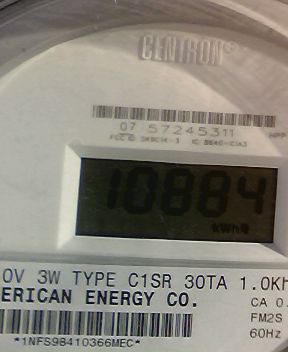 CENTRON®
07 57245311
10884
kWh
0V 3W TYPE C1SR 30TA 1.0Kh
ERICAN ENERGY CO.
CA 0.
FM2S
60Hz
*1NFS98410366MEC*